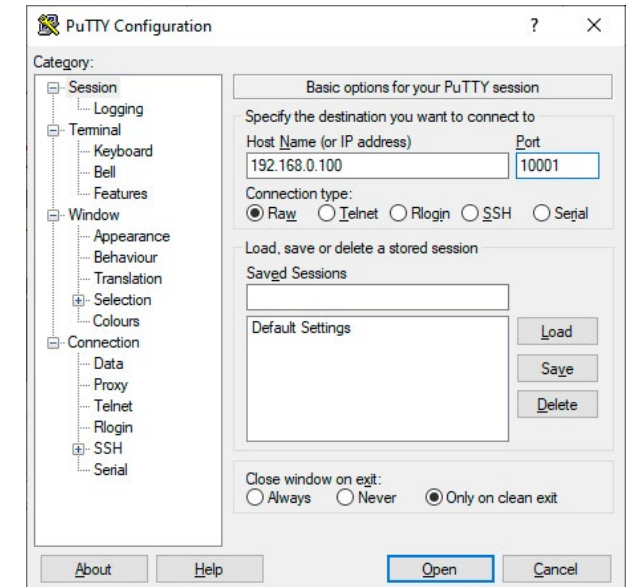 PuTTY Configuration
?
Category:
Session
Logging
Terminal
Keyboard
Bell
Features
Window
Appearance
Behaviour
Translation
Selection
Colours
Connection
Data
Proxy
Telnet
Rlogin
SSH
Serial
Basic options for your PuTTY session
Specify the destination you want to connect to
Host Name (or IP address) Port
192.168.0.100 10001
Connection type:
Raw Telnet Rlogin SSH Serial
Load, save or delete a stored session
Saved Sessions
Default Settings
Load
Save
Delete
Close window on exit:
Always Never Only on clean exit
About Help Open Cancel